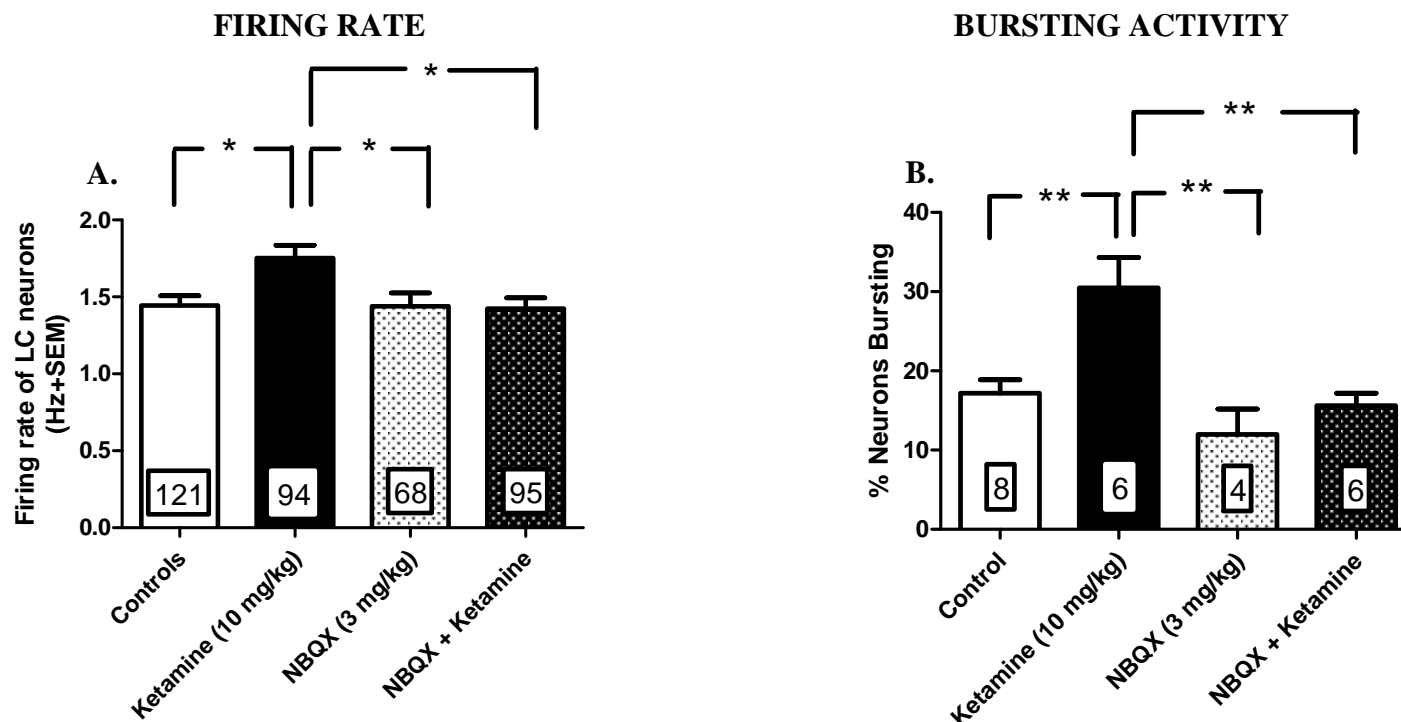 FIRING RATE
*
* *
A.
Firing rate of LC neurons
(Hz+SEM)
2.0
1.5
1.0
0.5
0.0
121 94 68 95
Controls
Ketamine (10 mg/kg)
NBQX (3 mg/kg)
NBQX + Ketamine
BURSTING ACTIVITY
**
** **
B.
% Neurons Bursting
40
30
20
10
0
8 6 4 6
Control
Ketamine (10 mg/kg)
NBQX (3 mg/kg)
NBQX + Ketamine